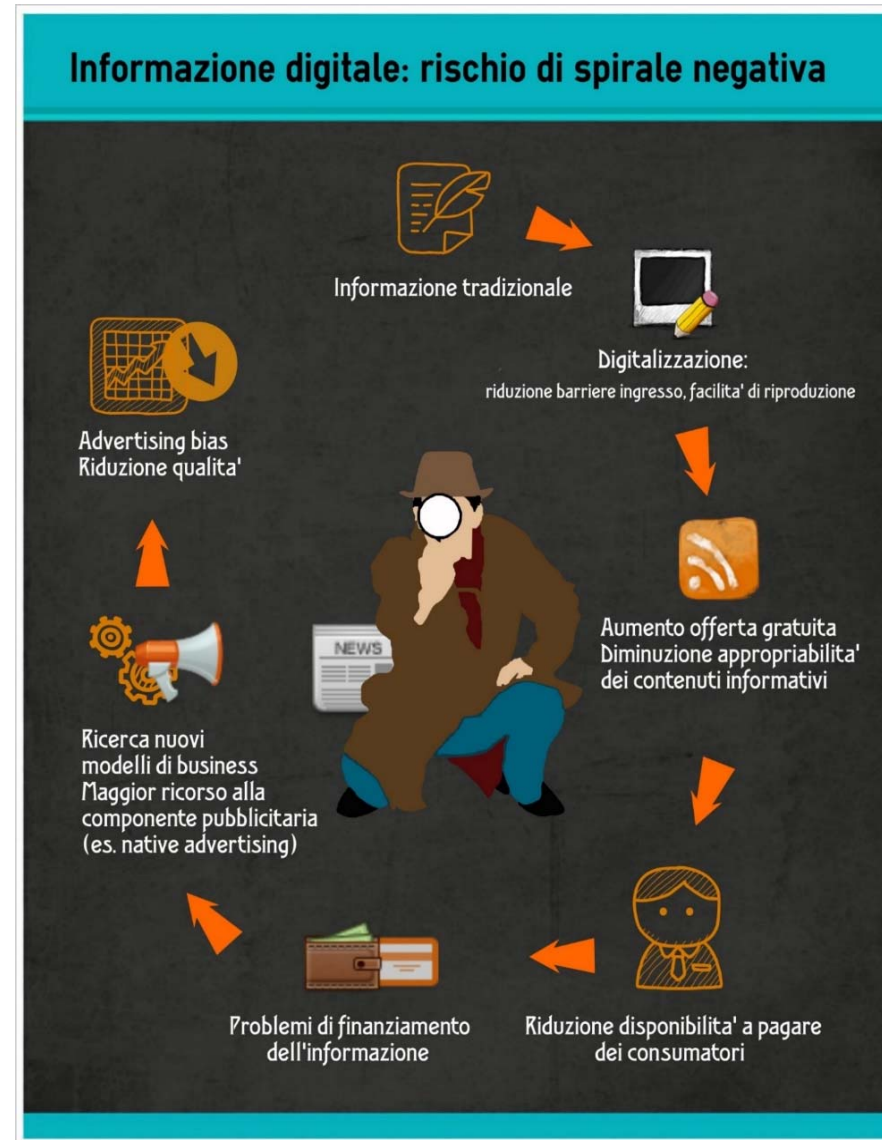 Informazione digitale: rischio di spirale negativa
Informazione tradizionale
Digitalizzazione:
riduzione barriere ingresso, facilita' di riproduzione
Aumento offerta gratuita
Diminuzione appropriabilita'
dei contenuti informativi
Riduzione disponibilita' a pagare
dei consumatori
Problemi di finanziamento
dell'informazione
Ricerca nuovi
modelli di business
Maggior ricorso alla
componente pubblicitaria
(es. native advertising)
Advertising bias
Riduzione qualita'
NEWS